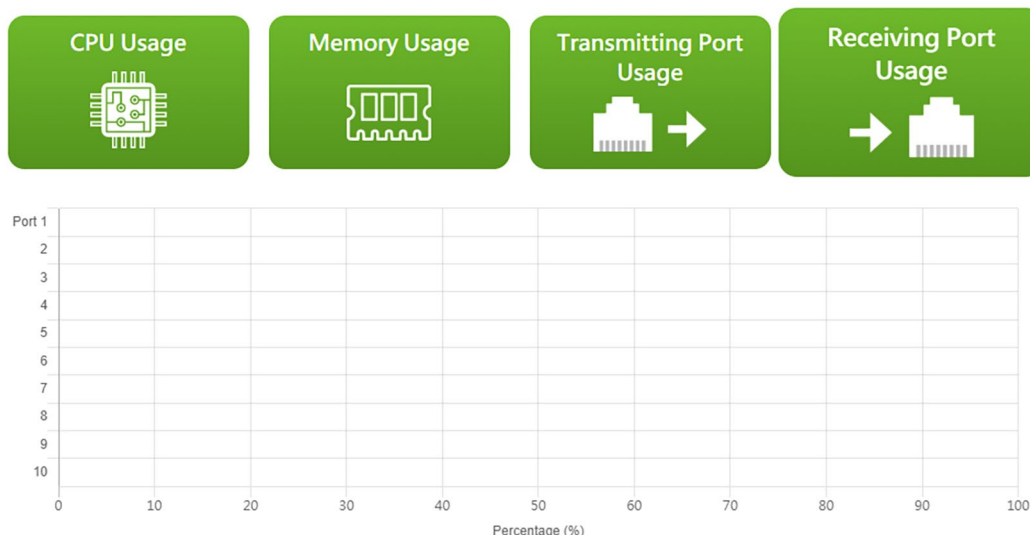 CPU Usage
Memory Usage
Transmitting Port
Usage
Receiving Port
Usage
Port 1
2
3
4
5
6
7
8
9
10
0 10 20 30 40 50 60 70 80 90 100
Percentage (%)